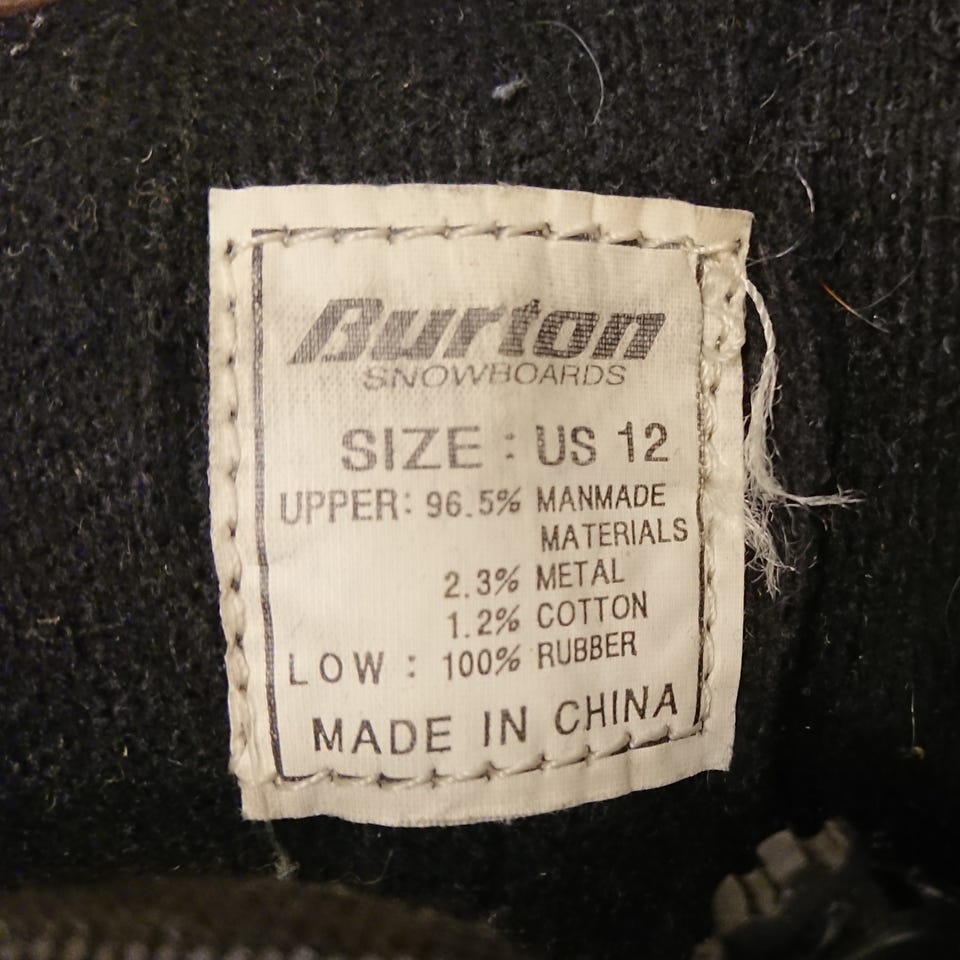 Burton
SNOWBOARDS
SIZE : US 12
UPPER: 96.5% MANMADE
MATERIALS
2.3% METAL
1.2% COTTON
LOW : 100% RUBBER
MADE IN CHINA